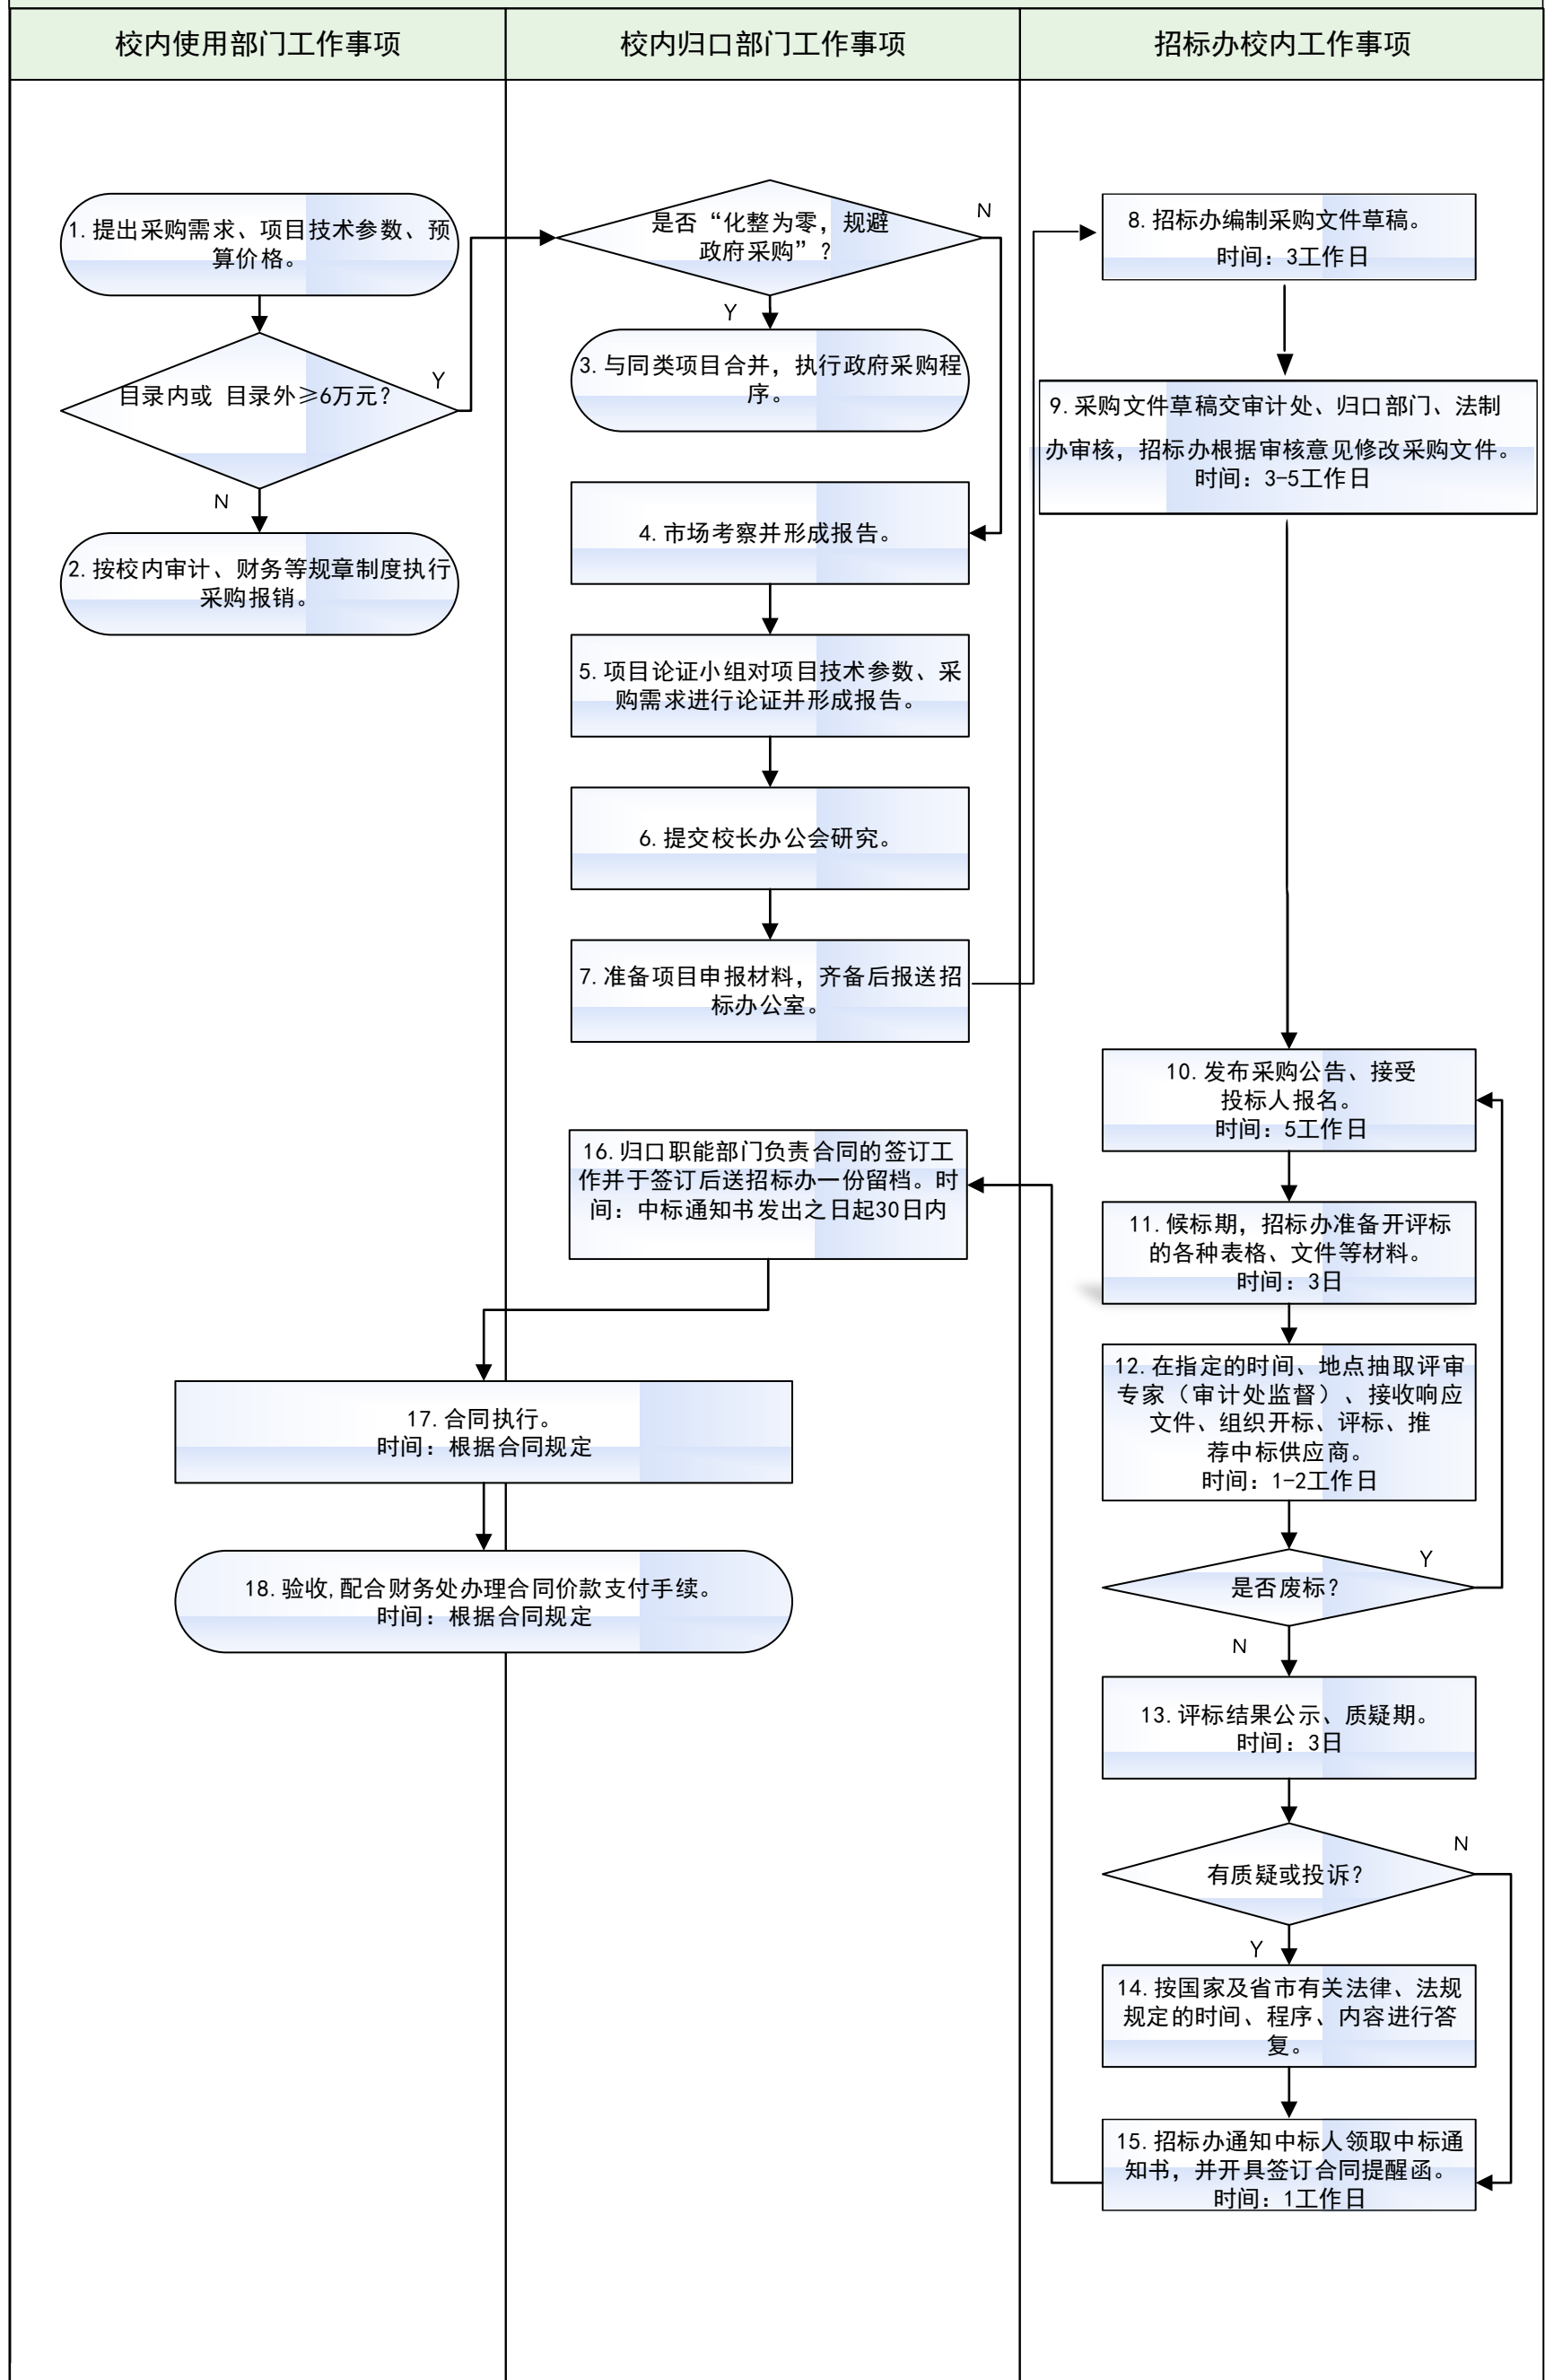 校内使用部门工作事项
校内归口部门工作事项
招标办校内工作事项
1.提出采购需求、项目技术参数、预
算价格。
目录内或 目录外≥6万元?
Y
N
2.按校内审计、财务等规章制度执行
采购报销。
是否“化整为零，规避
政府采购”?
N
Y
3.与同类项目合并，执行政府采购程
序。
4.市场考察并形成报告。
5.项目论证小组对项目技术参数、采
购需求进行论证并形成报告。
6.提交校长办公会研究。
7.准备项目申报材料，齐备后报送招
标办公室。
8.招标办编制采购文件草稿。
时间：3工作日
9.采购文件草稿交审计处、归口部门、法制
办审核，招标办根据审核意见修改采购文件。
时间：3-5工作日
10.发布采购公告、接受
投标人报名。
时间：5工作日
11.候标期，招标办准备开评标
的各种表格、文件等材料。
时间：3日
12.在指定的时间、地点抽取评审
专家（审计处监督）、接收响应
文件、组织开标、评标、推
荐中标供应商。
时间：1-2工作日
是否废标?
Y
N
13.评标结果公示、质疑期。
时间：3日
有质疑或投诉?
N
Y
14.按国家及省市有关法律、法规
规定的时间、程序、内容进行答
复。
15.招标办通知中标人领取中标通
知书，并开具签订合同提醒函。
时间：1工作日
16.归口职能部门负责合同的签订工
作并于签订后送招标办一份留档。时
间：中标通知书发出之日起30日内
17.合同执行。
时间：根据合同规定
18.验收,配合财务处办理合同价款支付手续。
时间：根据合同规定